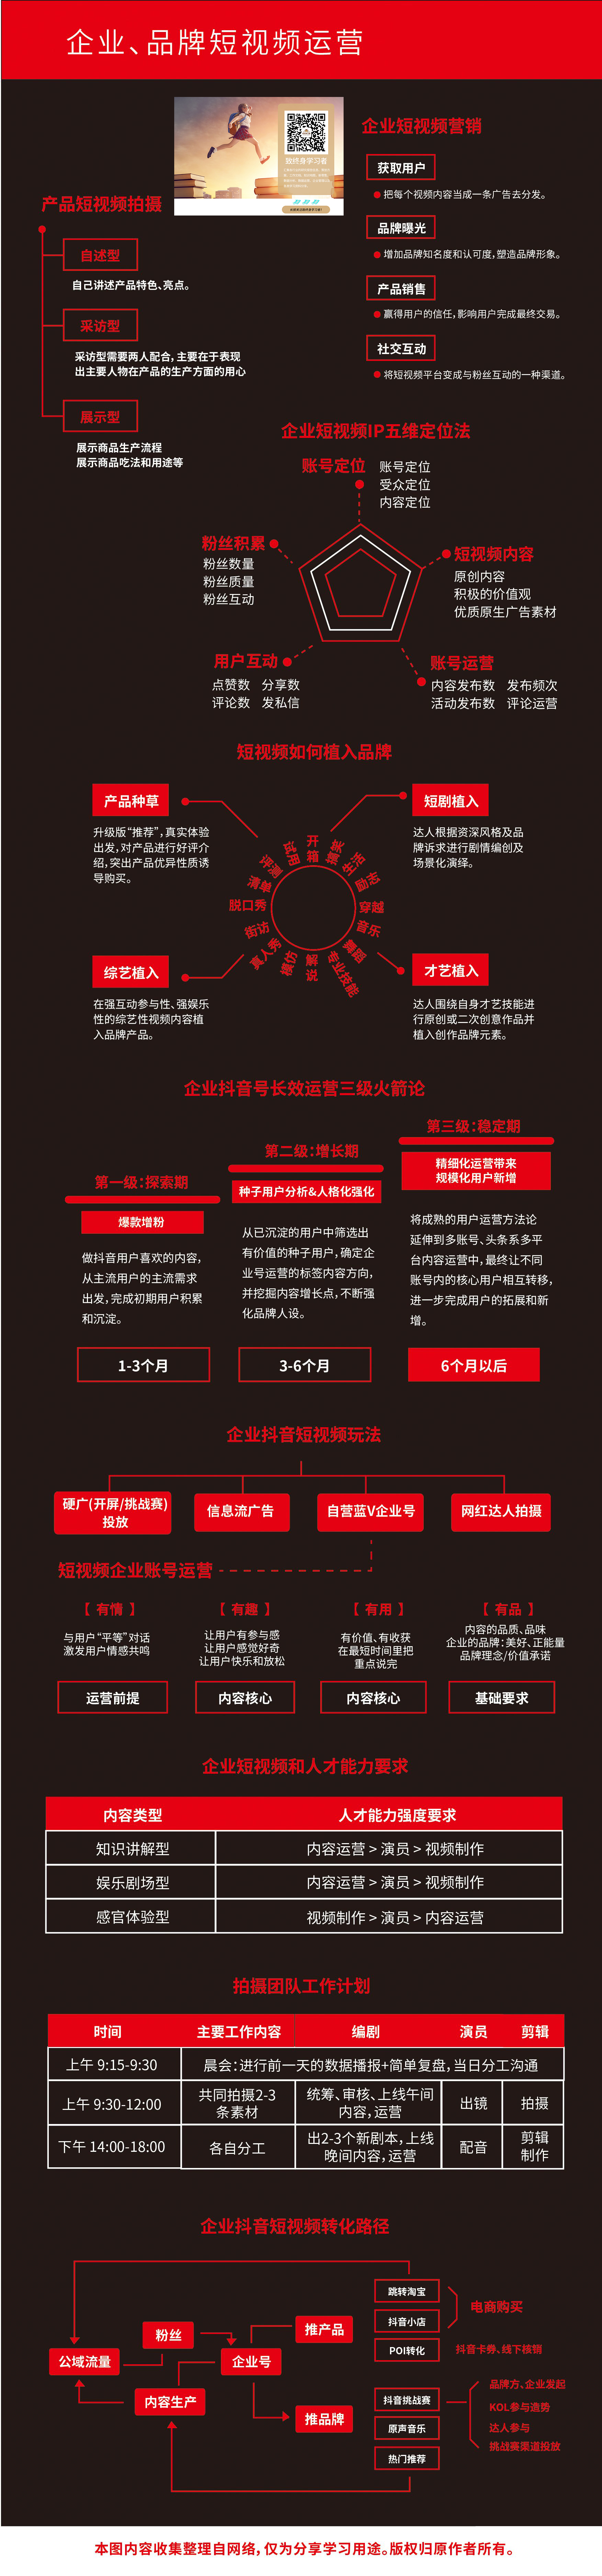 企业、品牌短视频运营
致终身学习者
企业短视频营销
获取用户
把每个视频内容当成一条广告去分发。
品牌曝光
增加品牌知名度和认可度,塑造品牌形象。
产品销售
赢得用户的信任,影响用户完成最终交易。
社交互动
将短视频平台变成与粉丝互动的一种渠道。
产品短视频拍摄
自述型
自己讲述产品特色、亮点。
采访型
采访型需要两人配合,主要在于表现
出主要人物在产品的生产方面的用心
展示型
展示商品生产流程
展示商品吃法和用途等
企业短视频IP五维定位法
账号定位
账号定位
受众定位
内容定位
粉丝积累
粉丝数量
粉丝质量
粉丝互动
短视频内容
原创内容
积极的价值观
优质原生广告素材
用户互动
点赞数 分享数
评论数 发私信
账号运营
内容发布数 发布频次
活动发布数 评论运营
短视频如何植入品牌
产品种草
升级版“推荐”,真实体验
出发,对产品进行好评介
绍,突出产品优异性质诱
导购买。
短剧植入
达人根据资深风格及品
牌诉求进行剧情编创及
场景化演绎。
开箱
搞笑
生活
励志
穿越
音乐
舞蹈
专业技能
解说
模仿
真人秀
街访
脱口秀
清单
评测
试用
综艺植入
在强互动参与性、强娱乐
性的综艺性视频内容植
入品牌产品。
才艺植入
达人围绕自身才艺技能进
行原创或二次创意作品并
植入创作品牌元素。
企业抖音号长效运营三级火箭论
第一级:探索期
爆款增粉
做抖音用户喜欢的内容,
从主流用户的主流需求
出发,完成初期用户积累
和沉淀。
1-3个月
第二级:增长期
种子用户分析&人格化强化
从已沉淀的用户中筛选出
有价值的种子用户,确定企
业号运营的标签内容方向,
并挖掘内容增长点,不断强
化品牌人设。
3-6个月
第三级:稳定期
精细化运营带来
规模化用户新增
将成熟的用户运营方法论
延伸到多账号、头条系多平
台内容运营中,最终让不同
账号内的核心用户相互转移,
进一步完成用户的拓展和新
增。
6个月以后
企业抖音短视频玩法
硬广(开屏/挑战赛)
投放
信息流广告
自营蓝V企业号
网红达人拍摄
短视频企业账号运营
【 有情 】
与用户“平等”对话
激发用户情感共鸣
运营前提
【 有趣 】
让用户有参与感
让用户感觉好奇
让用户快乐和放松
内容核心
【 有用 】
有价值、有收获
在最短时间里把
重点说完
内容核心
【 有品 】
内容的品质、品味
企业的品牌:美好、正能量
品牌理念/价值承诺
基础要求
企业短视频和人才能力要求
内容类型 人才能力强度要求
知识讲解型 内容运营 > 演员 > 视频制作
娱乐剧场型 内容运营 > 演员 > 视频制作
感官体验型 视频制作 > 演员 > 内容运营
拍摄团队工作计划
时间 主要工作内容 编剧 演员 剪辑
上午 9:15-9:30 晨会:进行前一天的数据播报+简单复盘,当日分工沟通
上午 9:30-12:00
共同拍摄2-3
条素材
统筹、审核、上线午间
内容,运营
出镜
拍摄
下午 14:00-18:00
各自分工
出2-3个新剧本,上线
晚间内容,运营
配音
剪辑
制作
企业抖音短视频转化路径
公域流量
粉丝
内容生产
企业号
推产品
推品牌
跳转淘宝
抖音小店
POI转化
电商购买
抖音卡券、线下核销
抖音挑战赛
原声音乐
热门推荐
品牌方、企业发起
KOL参与造势
达人参与
挑战赛渠道投放
本图内容收集整理自网络,仅为分享学习用途。版权归原作者所有。